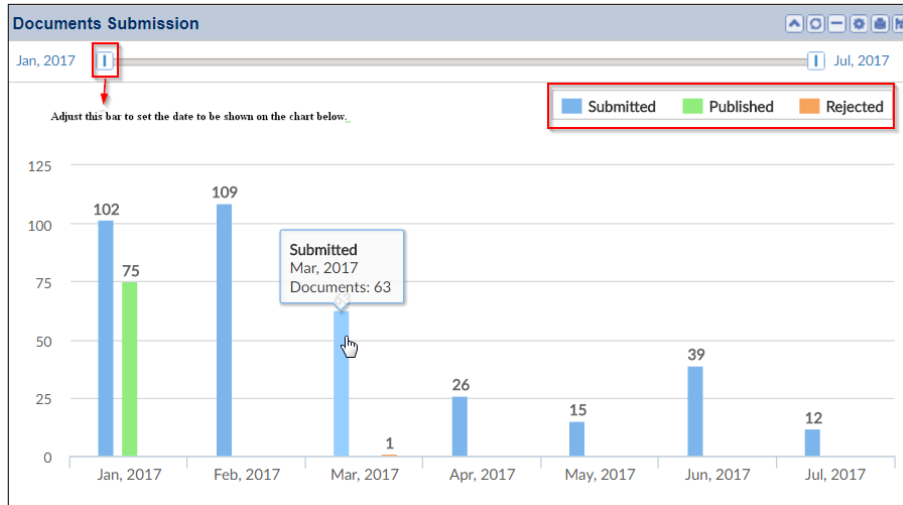 Documents Submission
Jan, 2017
Jul, 2017
Adjust this bar to set the date to be shown on the chart below.
Submitted
Published
Rejected
125
100
75
50
25
0
102
75
109
Submitted
Mar, 2017
Documents: 63
63
1
26
15
39
12
Jan, 2017
Feb, 2017
Mar, 2017
Apr, 2017
May, 2017
Jun, 2017
Jul, 2017